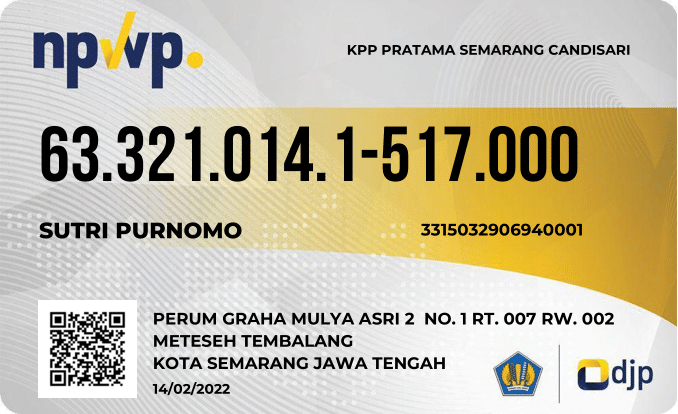 npwp.
KPP PRATAMA SEMARANG CANDISARI
63.321.014.1-517.000
SUTRI PURNOMO
3315032906940001
PERUM GRAHA MULYA ASRI 2 NO. 1 RT. 007 RW. 002
METESEH TEMBALANG
KOTA SEMARANG JAWA TENGAH
14/02/2022
djp